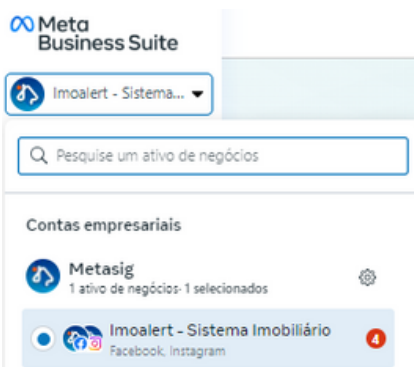 Meta
Business Suite
Imoalert - Sistema...
Pesquise um ativo de negócios
Contas empresariais
Metasig
1 ativo de negócios· 1 selecionados
Imoalert - Sistema Imobiliário
4
Facebook, Instagram